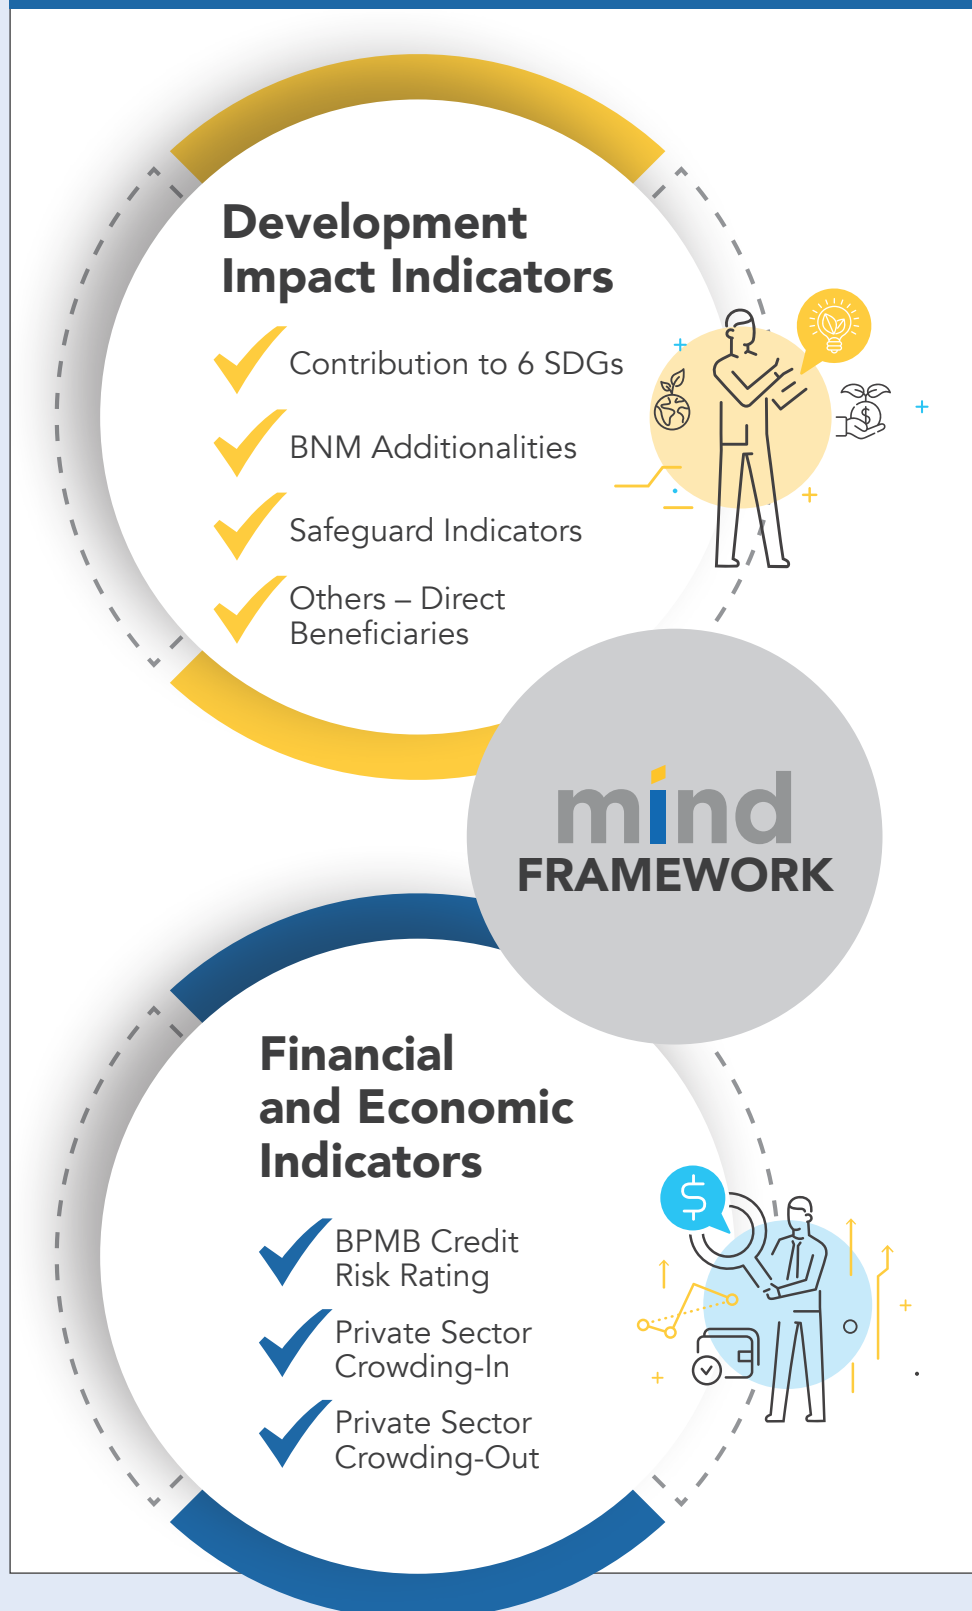 Development
Impact Indicators
Contribution to 6 SDGs
BNM Additionalities
Safeguard Indicators
Others – Direct
Beneficiaries
mind
FRAMEWORK
Financial
and Economic
Indicators
BPMB Credit
Risk Rating
Private Sector
Crowding-In
Private Sector
Crowding-Out